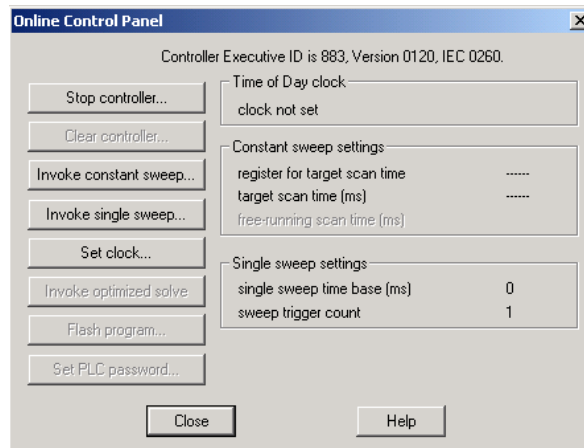 Online Control Panel
Controller Executive ID is 883, Version 0120, IEC 0260.
Stop controller...
Clear controller...
Invoke constant sweep...
Invoke single sweep...
Set clock...
Invoke optimized solve
Flash program...
Set PLC password...
Time of Day clock
clock not set
Constant sweep settings
register for target scan time ------
target scan time (ms) ------
free-running scan time (ms)
Single sweep settings
single sweep time base (ms) 0
sweep trigger count 1
Close
Help